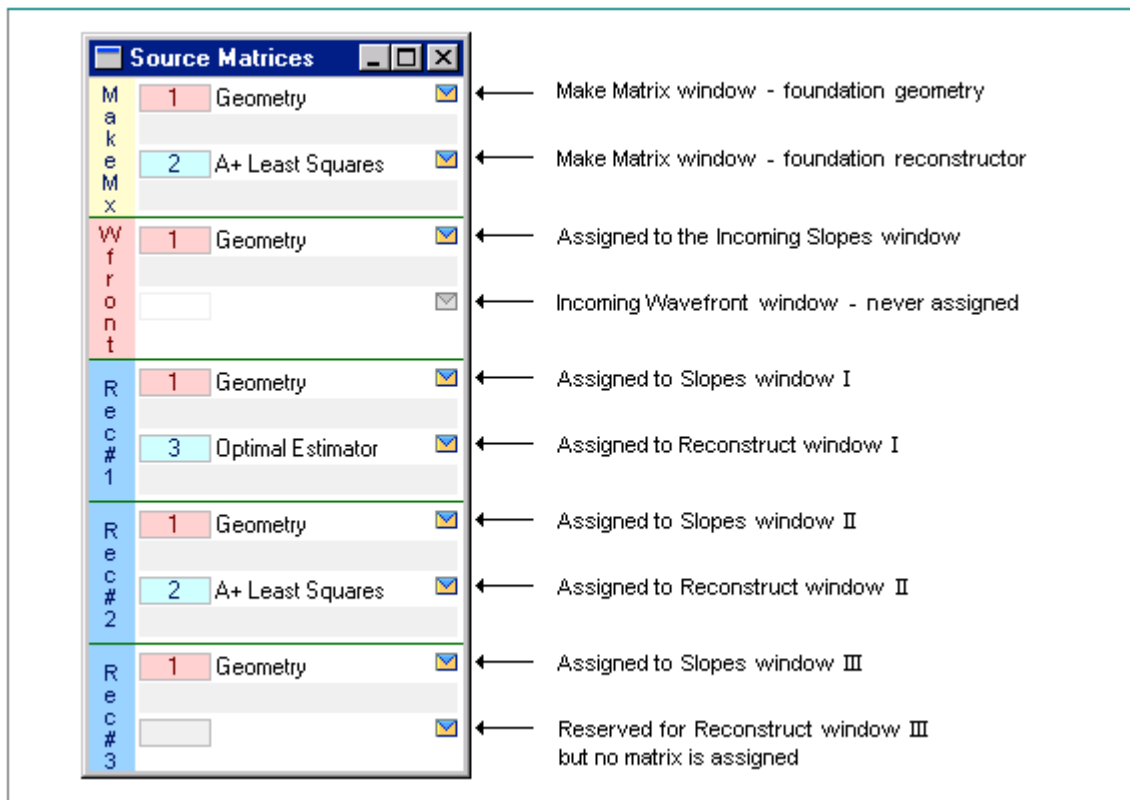 Source Matrices
MakeMx
1 Geometry
Make Matrix window - foundation geometry
2 A+ Least Squares
Make Matrix window - foundation reconstructor
Wfront
1 Geometry
Assigned to the Incoming Slopes window
Incoming Wavefront window - never assigned
Rec#1
1 Geometry
Assigned to Slopes window I
3 Optimal Estimator
Assigned to Reconstruct window I
Rec#2
1 Geometry
Assigned to Slopes window II
2 A+ Least Squares
Assigned to Reconstruct window II
Rec#3
1 Geometry
Assigned to Slopes window III
Reserved for Reconstruct window III
but no matrix is assigned